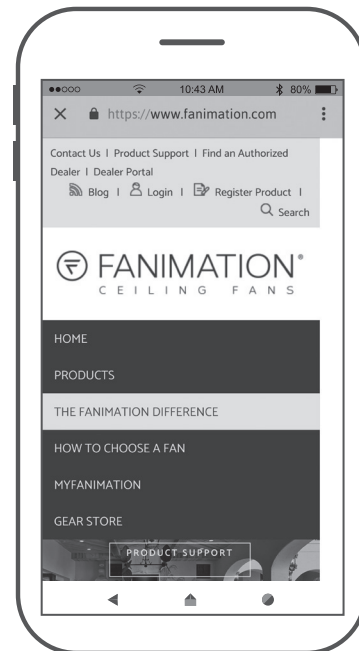 10:43 AM
80%
https://www.fanimation.com
Contact Us | Product Support | Find an Authorized
Dealer | Dealer Portal
Blog | Login | Register Product |
Search
FANIMATION®
CEILING FANS
HOME
PRODUCTS
THE FANIMATION DIFFERENCE
HOW TO CHOOSE A FAN
MYFANIMATION
GEAR STORE
PRODUCT SUPPORT